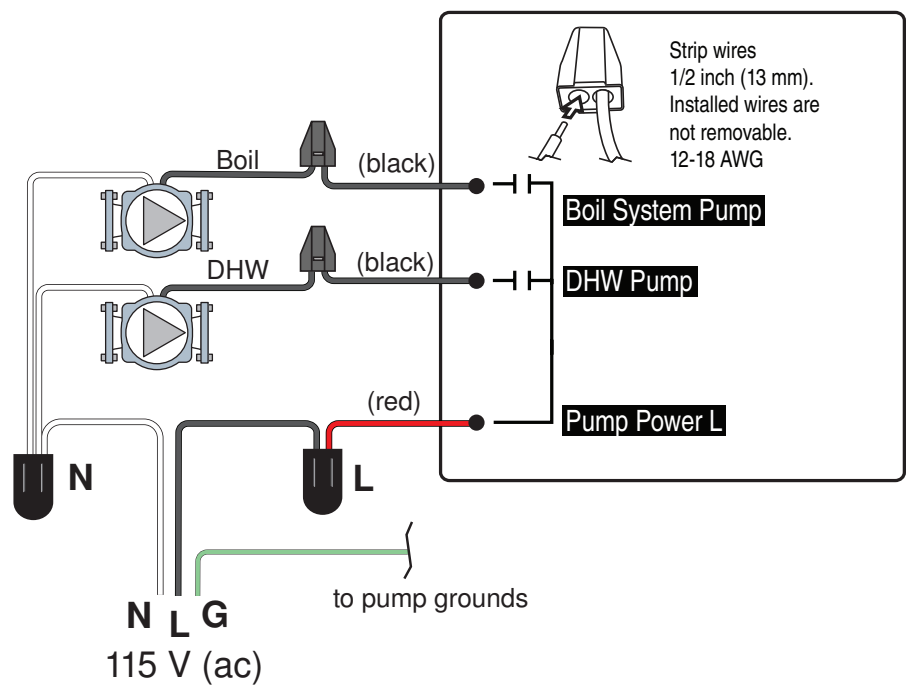 Strip wires
1/2 inch (13 mm).
Installed wires are
not removable.
12-18 AWG
Boil
(black)
Boil System Pump
DHW
(black)
DHW Pump
(red)
Pump Power L
N
L
to pump grounds
N L G
115 V (ac)